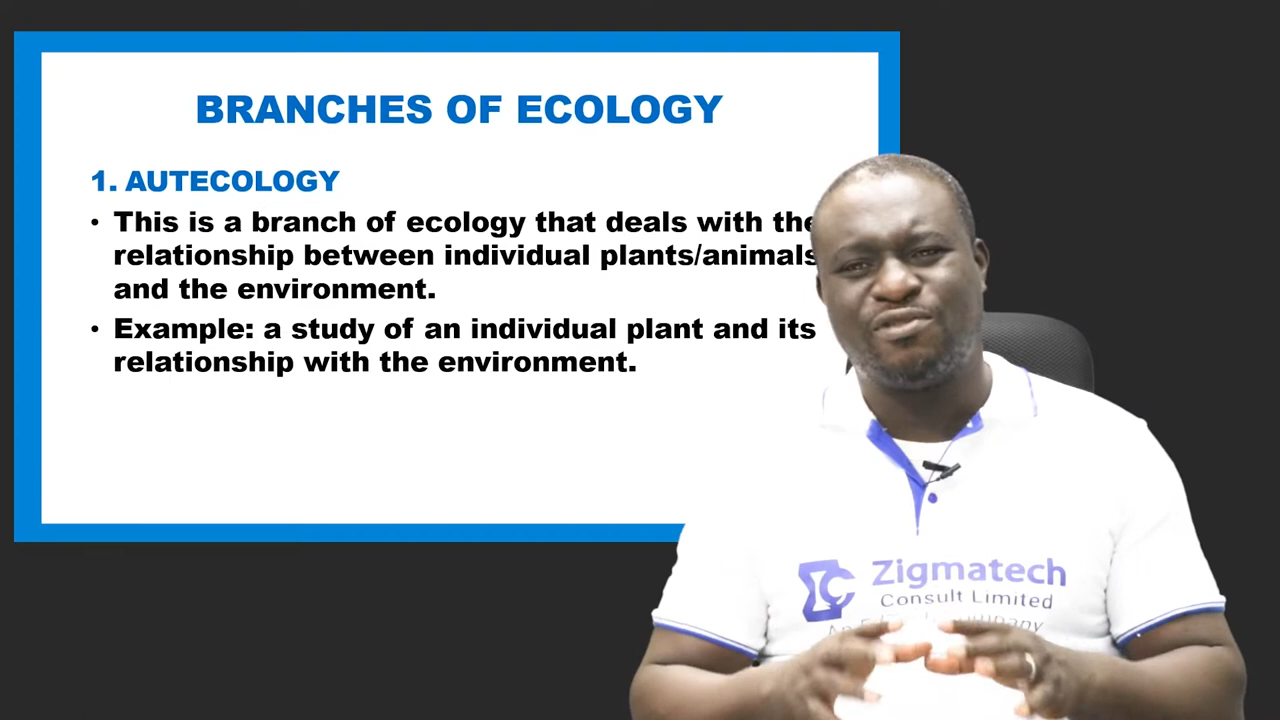 BRANCHES OF ECOLOGY
1. AUTECOLOGY
• This is a branch of ecology that deals with the
relationship between individual plants/animals
and the environment.
• Example: a study of an individual plant and its
relationship with the environment.
Zigmatech
Consult Limited